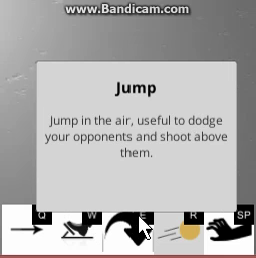 www.Bandicam.com
Jump
Jump in the air, useful to dodge
your opponents and shoot above
them.
Q W E R SP